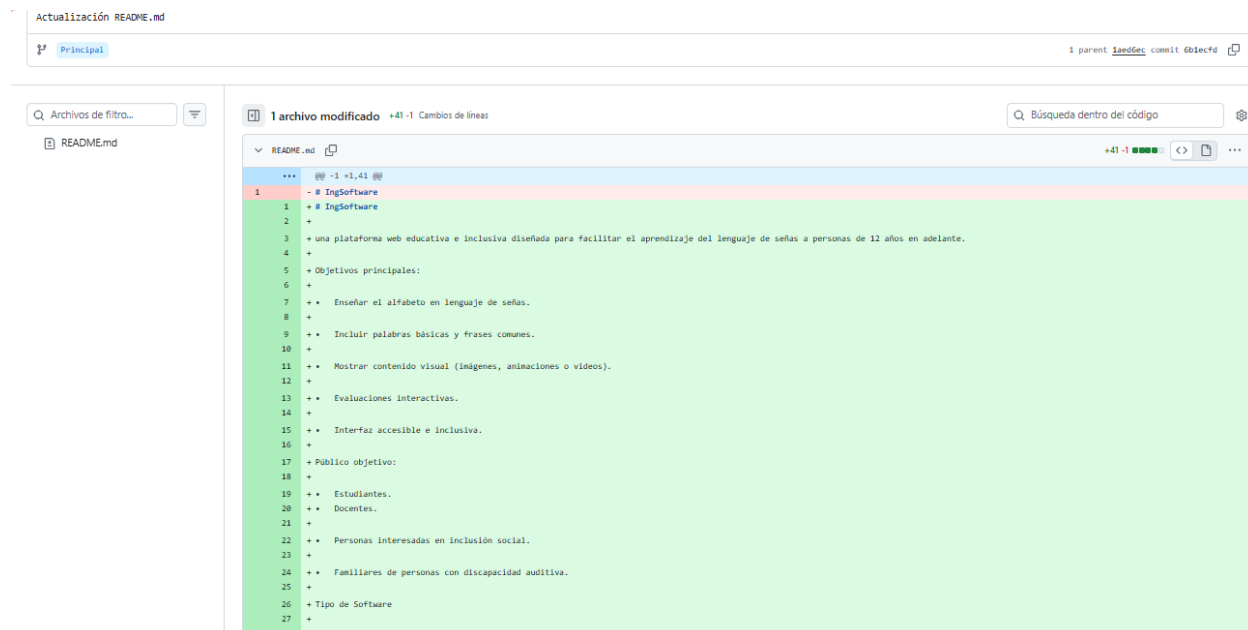 Actualización README.md
Principal
1 parent 1aed6ec commit 6b1ecfd
Archivos de filtro...
README.md
1 archivo modificado +41 -1 Cambios de líneas
Búsqueda dentro del código
README.md
+41 -1
@@ -1 +1,41 @@
1 - # IngSoftware
1 + # IngSoftware
2 +
3 + una plataforma web educativa e inclusiva diseñada para facilitar el aprendizaje del lenguaje de señas a personas de 12 años en adelante.
4 +
5 + Objetivos principales:
6 +
7 + • Enseñar el alfabeto en lenguaje de señas.
8 +
9 + • Incluir palabras básicas y frases comunes.
10 +
11 + • Mostrar contenido visual (imágenes, animaciones o videos).
12 +
13 + • Evaluaciones interactivas.
14 +
15 + • Interfaz accesible e inclusiva.
16 +
17 + Público objetivo:
18 +
19 + • Estudiantes.
20 + • Docentes.
21 +
22 + • Personas interesadas en inclusión social.
23 +
24 + • Familiares de personas con discapacidad auditiva.
25 +
26 + Tipo de Software
27 +